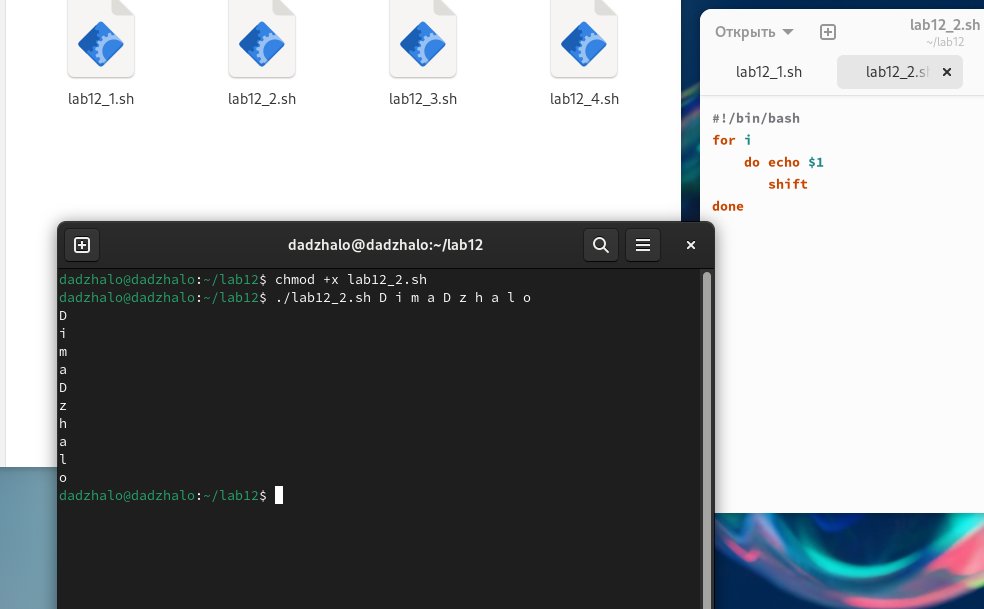 lab12_1.sh
lab12_2.sh
lab12_3.sh
lab12_4.sh
Открыть
lab12_2.sh
~/lab12
lab12_1.sh
lab12_2.sh
#!/bin/bash
for i
do echo $1
shift
done
dadzhalo@dadzhalo:~/lab12
dadzhalo@dadzhalo:~/lab12$ chmod +x lab12_2.sh
dadzhalo@dadzhalo:~/lab12$ ./lab12_2.sh D i m a D z h a l o
D
i
m
a
D
z
h
a
l
o
dadzhalo@dadzhalo:~/lab12$